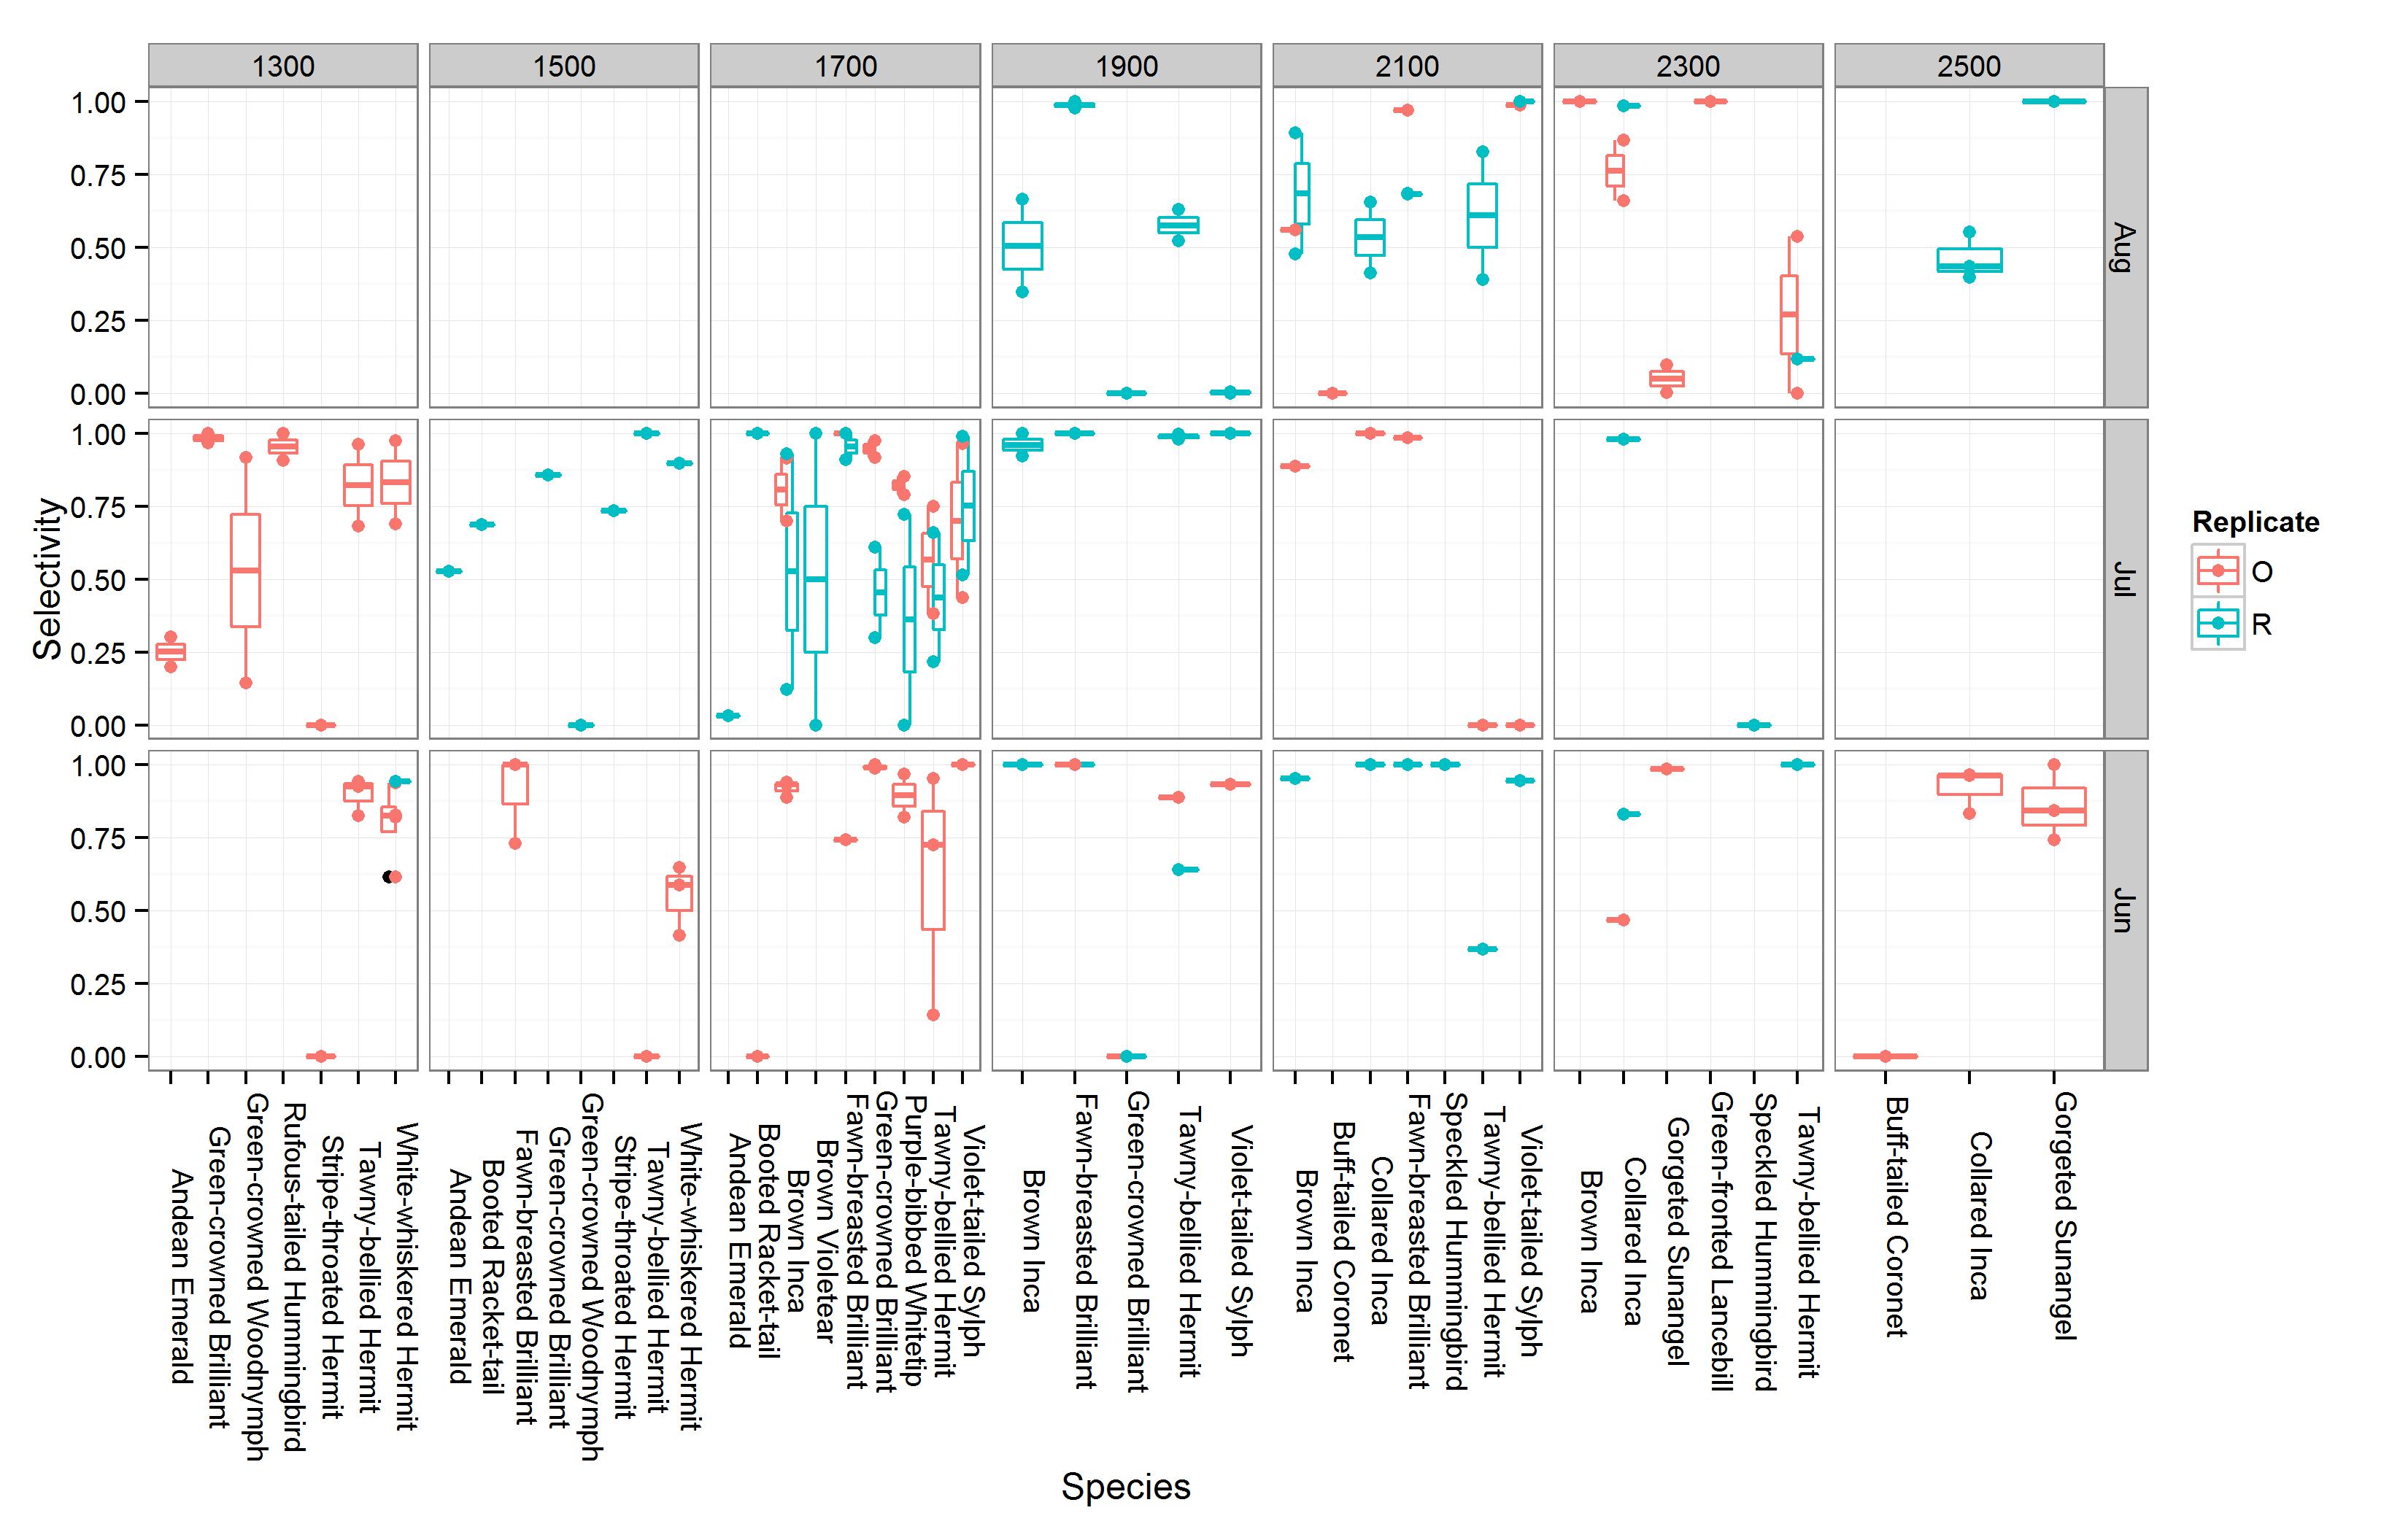 1300
1500
1700
1900
2100
2300
2500
1.00
0.75
0.50
0.25
0.00
Aug
1.00
0.75
0.50
0.25
0.00
Jul
1.00
0.75
0.50
0.25
0.00
Jun
Selectivity
Andean Emerald
Green-crowned Brilliant
Green-crowned Woodnymph
Rufous-tailed Hummingbird
Stripe-throated Hermit
Tawny-bellied Hermit
White-whiskered Hermit
Andean Emerald
Booted Racket-tail
Fawn-breasted Brilliant
Green-crowned Brilliant
Green-crowned Woodnymph
Stripe-throated Hermit
Tawny-bellied Hermit
White-whiskered Hermit
Andean Emerald
Booted Racket-tail
Brown Inca
Brown Violetear
Fawn-breasted Brilliant
Green-crowned Brilliant
Purple-bibbed Whitetip
Tawny-bellied Hermit
Violet-tailed Sylph
Brown Inca
Fawn-breasted Brilliant
Green-crowned Brilliant
Tawny-bellied Hermit
Violet-tailed Sylph
Brown Inca
Buff-tailed Coronet
Collared Inca
Fawn-breasted Brilliant
Speckled Hummingbird
Tawny-bellied Hermit
Violet-tailed Sylph
Brown Inca
Collared Inca
Gorgeted Sunangel
Green-fronted Lancebill
Speckled Hummingbird
Tawny-bellied Hermit
Buff-tailed Coronet
Collared Inca
Gorgeted Sunangel
Species
Replicate
O
R